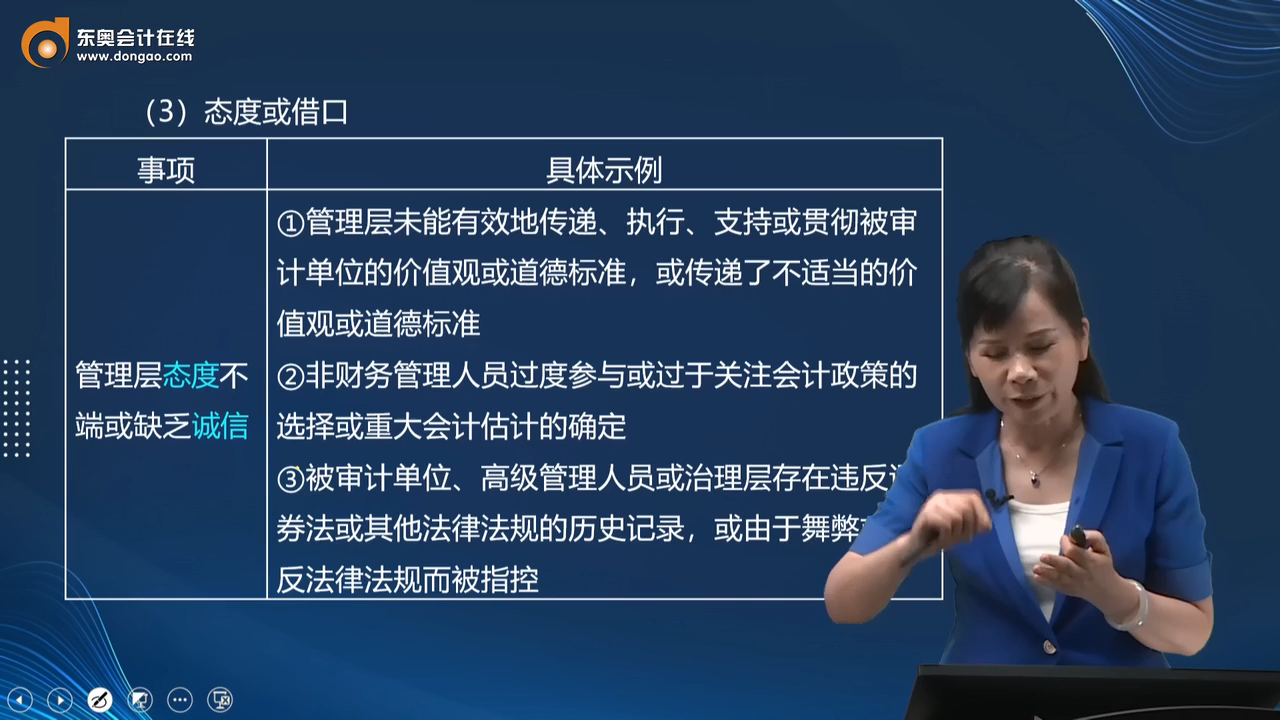 东奥会计在线
www.dongao.com
（3）态度或借口
事项
具体示例
管理层态度不
端或缺乏诚信
①管理层未能有效地传递、执行、支持或贯彻被审
计单位的价值观或道德标准，或传递了不适当的价
值观或道德标准
②非财务管理人员过度参与或过于关注会计政策的
选择或重大会计估计的确定
③被审计单位、高级管理人员或治理层存在违反
券法或其他法律法规的历史记录，或由于舞弊
反法律法规而被指控